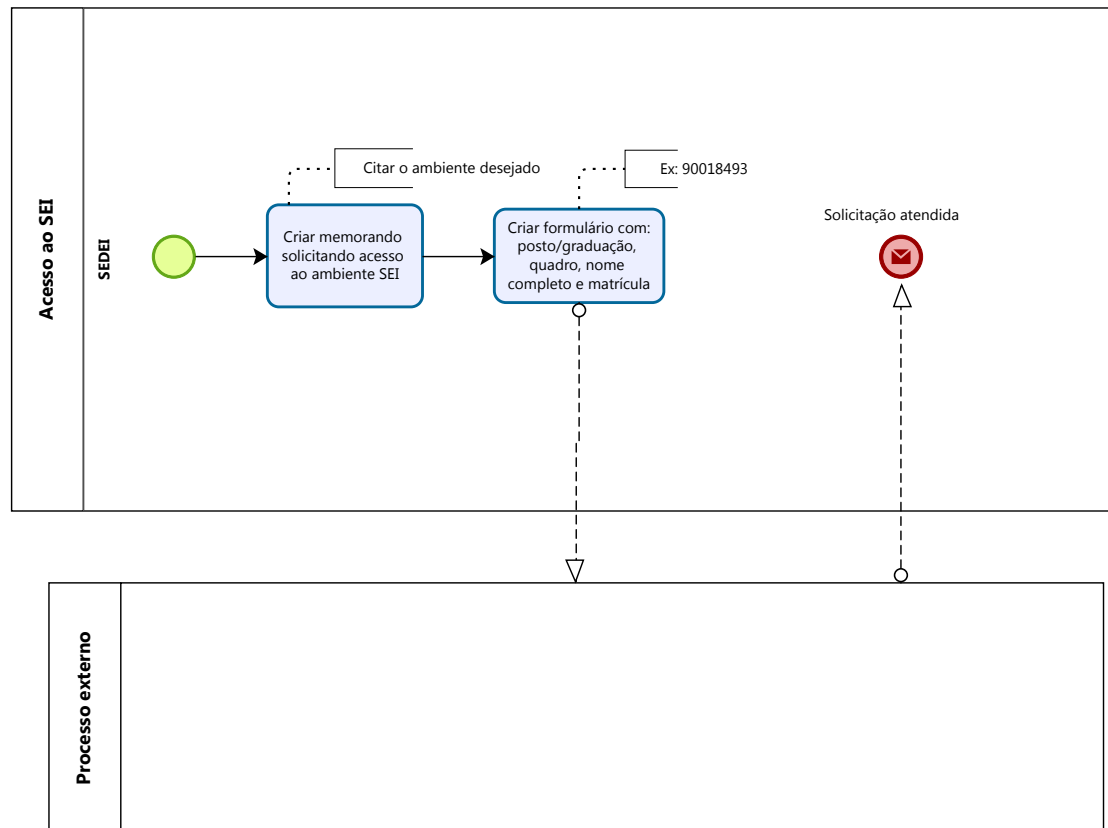 Acesso ao SEI
SEDEI
Citar o ambiente desejado
Criar memorando
solicitando acesso
ao ambiente SEI
Ex: 90018493
Criar formulário com:
posto/graduação,
quadro, nome
completo e matrícula
Solicitação atendida
Processo externo